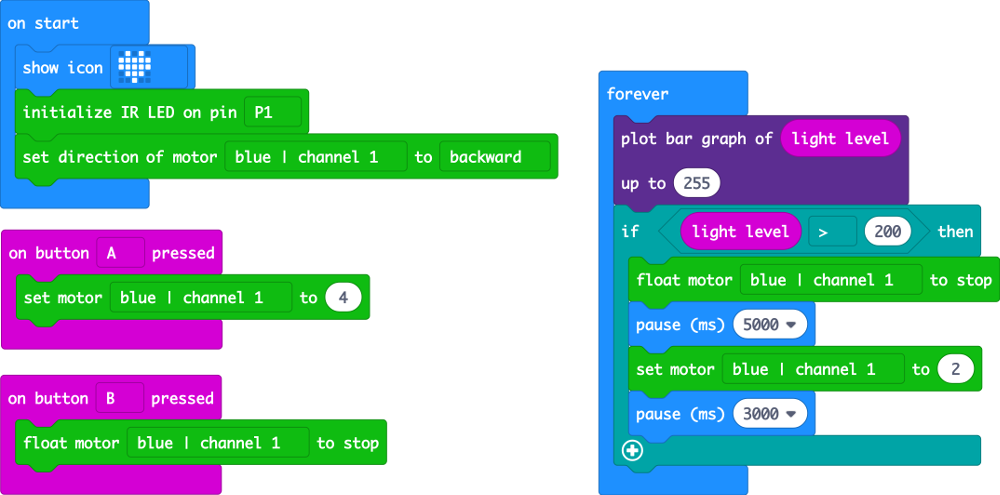 on start
show icon
initialize IR LED on pin P1
set direction of motor blue | channel 1 to backward
on button A pressed
set motor blue | channel 1 to 4
on button B pressed
float motor blue | channel 1 to stop
forever
plot bar graph of light level
up to 255
if light level > 200 then
float motor blue | channel 1 to stop
pause (ms) 5000
set motor blue | channel 1 to 2
pause (ms) 3000